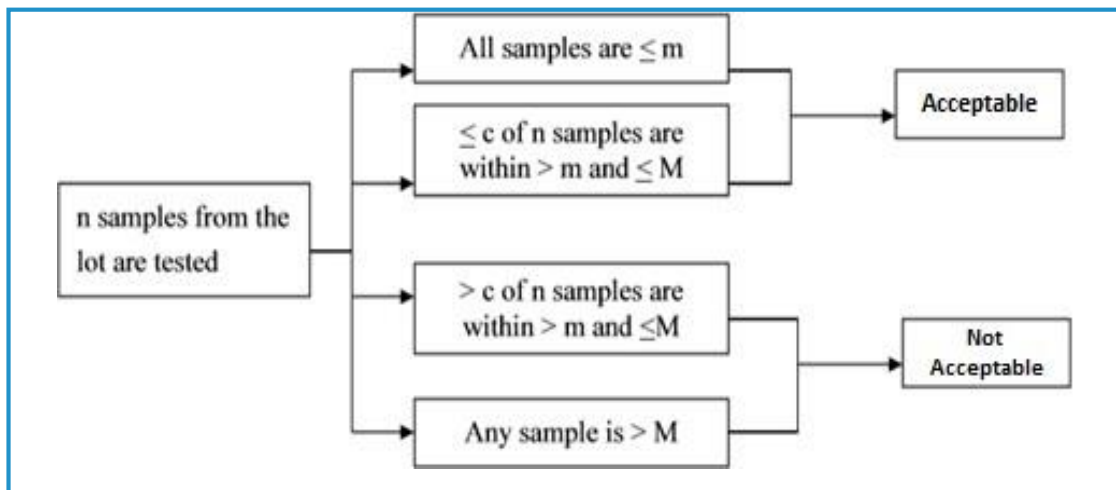 All samples are ≤ m
≤ c of n samples are
within > m and ≤ M
n samples from the
lot are tested
> c of n samples are
within > m and ≤M
Any sample is > M
Acceptable
Not
Acceptable